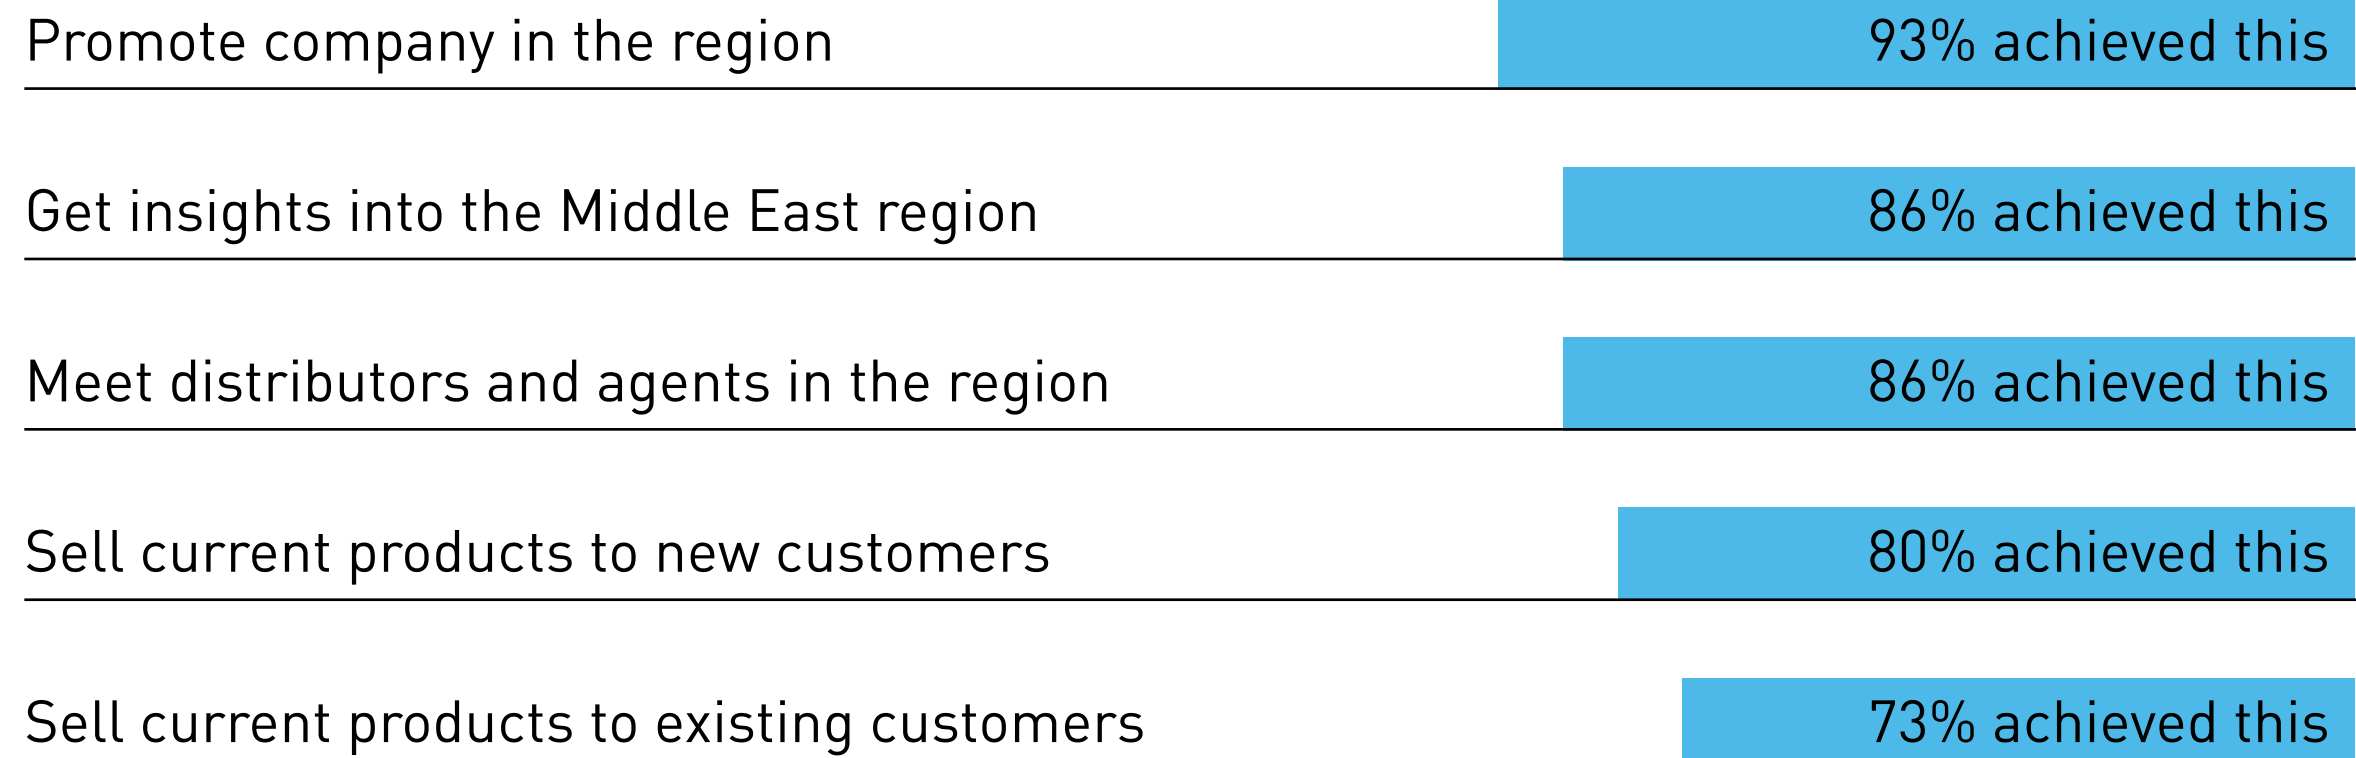 Promote company in the region 93% achieved this
Get insights into the Middle East region 86% achieved this
Meet distributors and agents in the region 86% achieved this
Sell current products to new customers 80% achieved this
Sell current products to existing customers 73% achieved this